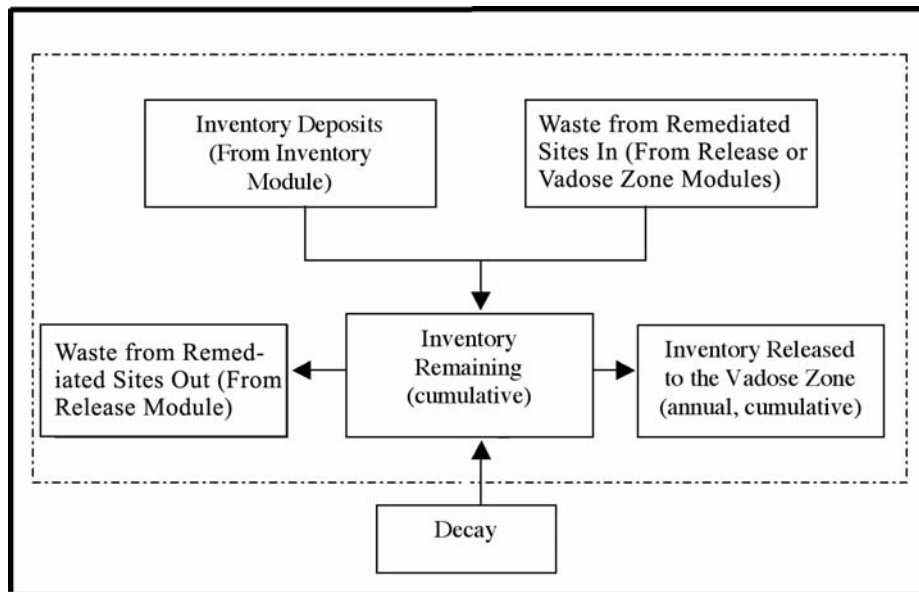 Inventory Deposits
(From Inventory
Module)
Waste from Remediated
Sites In (From Release or
Vadose Zone Modules)
Waste from Remed-
iated Sites Out (From
Release Module)
Inventory
Remaining
(cumulative)
Inventory Released
to the Vadose Zone
(annual, cumulative)
Decay